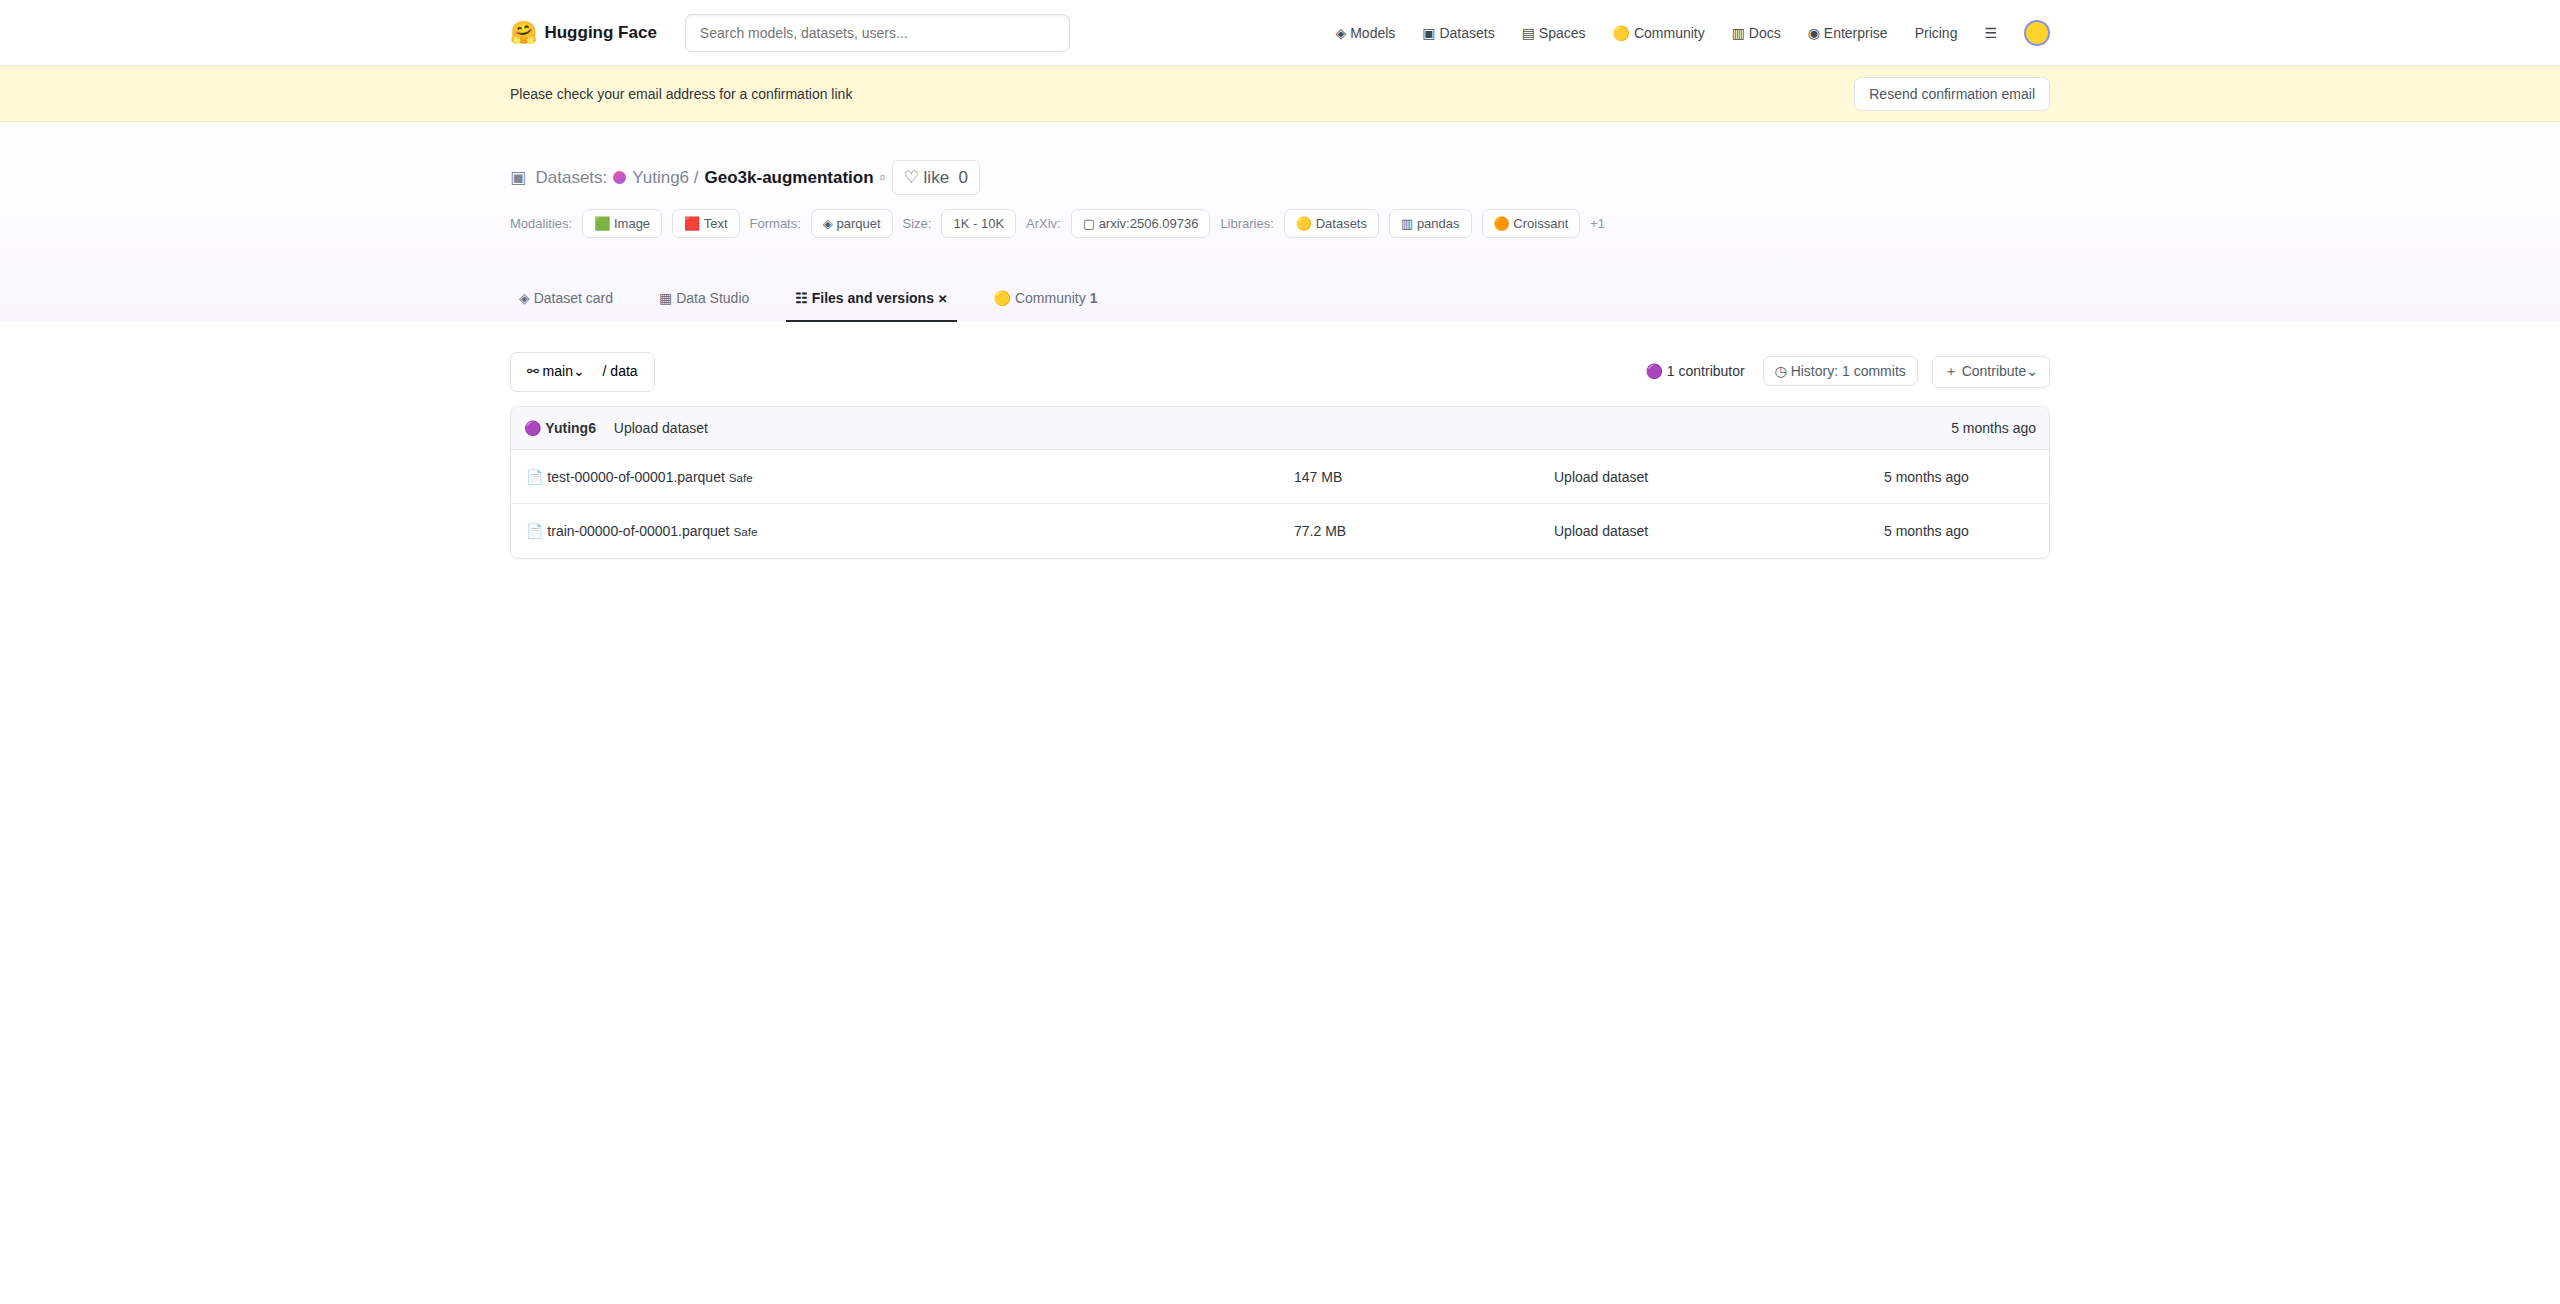 Hugging Face Search models, datasets, users... Models Datasets Spaces Community Docs Enterprise Pricing
Please check your email address for a confirmation link Resend confirmation email
Datasets: Yuting6 / Geo3k-augmentation like 0
Modalities: Image Text Formats: parquet Size: 1K - 10K ArXiv: arxiv:2506.09736 Libraries: Datasets pandas Croissant +1
Dataset card Data Studio Files and versions × Community 1
main / data 1 contributor History: 1 commits + Contribute
Yuting6 Upload dataset 5 months ago
test-00000-of-00001.parquet Safe 147 MB Upload dataset 5 months ago
train-00000-of-00001.parquet Safe 77.2 MB Upload dataset 5 months ago